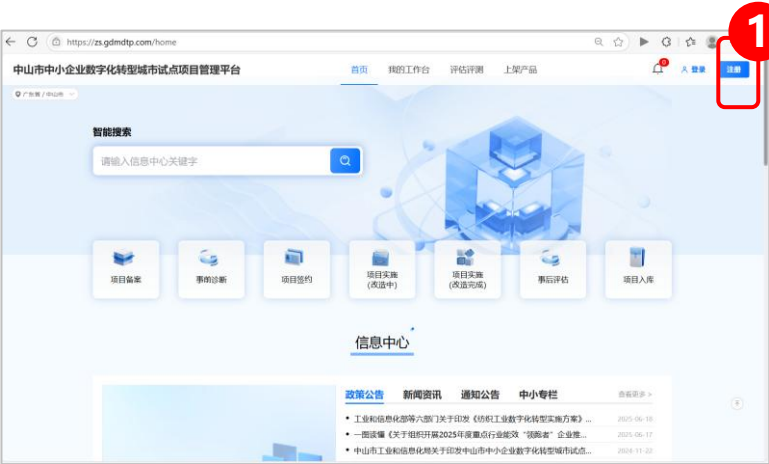 1
https://zs.gdmdtp.com/home
中山市中小企业数字化转型城市试点项目管理平台
首页 我的工作台 评估评测 上架产品
登录 注册
广东省 / 中山市
智能搜索
请输入信息中心关键字
项目备案 事前诊断 项目签约 项目实施 项目实施 事后评估 项目入库
(改造中) (改造完成)
信息中心
政策公告 新闻资讯 通知公告 中小专栏 查看更多 >
• 工业和信息化部等六部门关于印发《纺织工业数字化转型实施方案》... 2025-06-18
• 一图读懂《关于组织开展2025年度重点行业能效“领跑者”企业推... 2025-06-17
• 中山市工业和信息化局关于印发中山市中小企业数字化转型城市试点... 2024-11-22